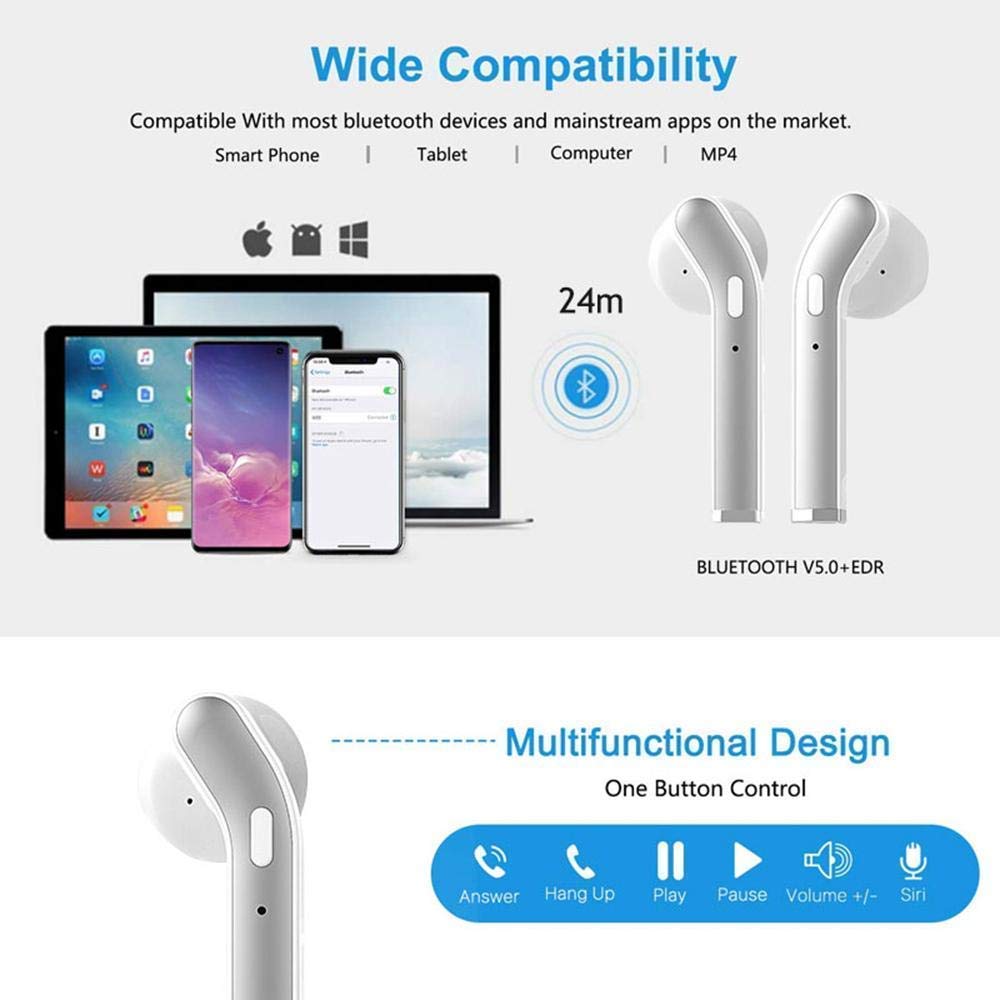 Wide Compatibility
Compatible With most bluetooth devices and mainstream apps on the market.
Smart Phone | Tablet | Computer | MP4
24m
Bluetooth
BLUETOOTH V5.0+EDR
Multifunctional Design
One Button Control
Answer Hang Up Play Pause Volume +/- Siri